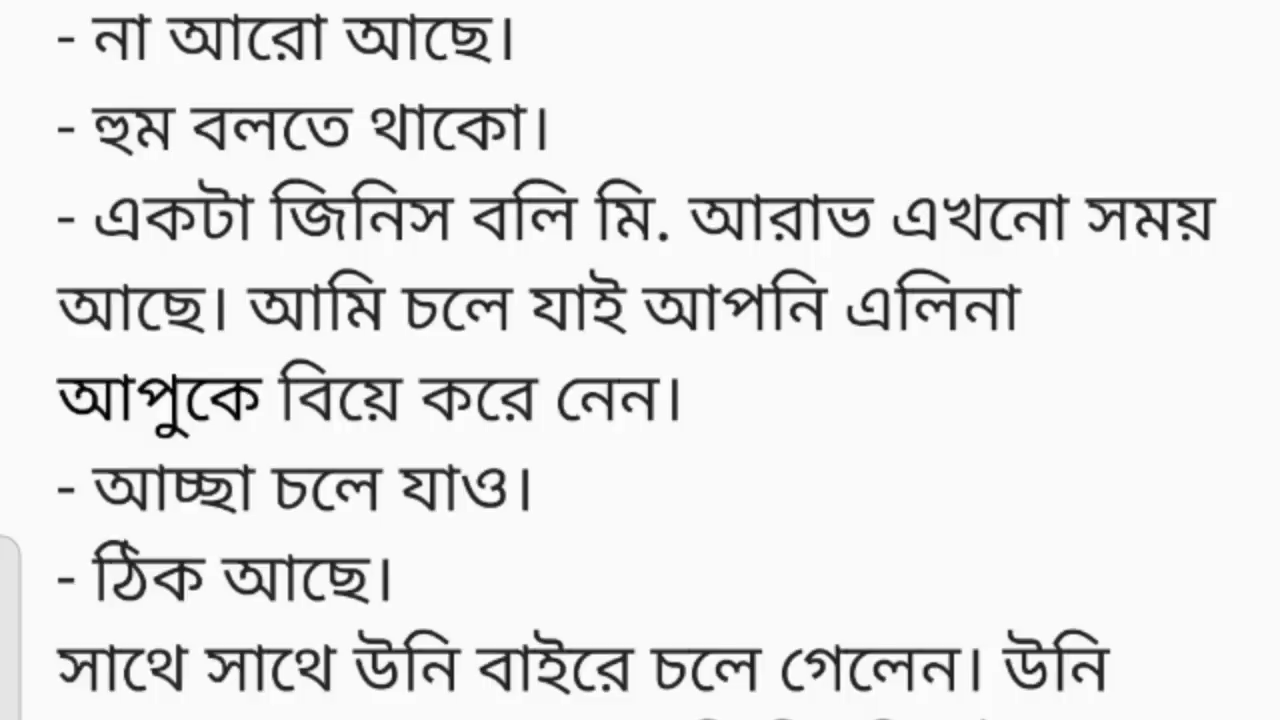 - না আরো আছে।
- হুম বলতে থাকো।
- একটা জিনিস বলি মি. আরাভ এখনো সময়
আছে। আমি চলে যাই আপনি এলিনা
আপুকে বিয়ে করে নেন।
- আচ্ছা চলে যাও।
- ঠিক আছে।
সাথে সাথে উনি বাইরে চলে গেলেন। উনি